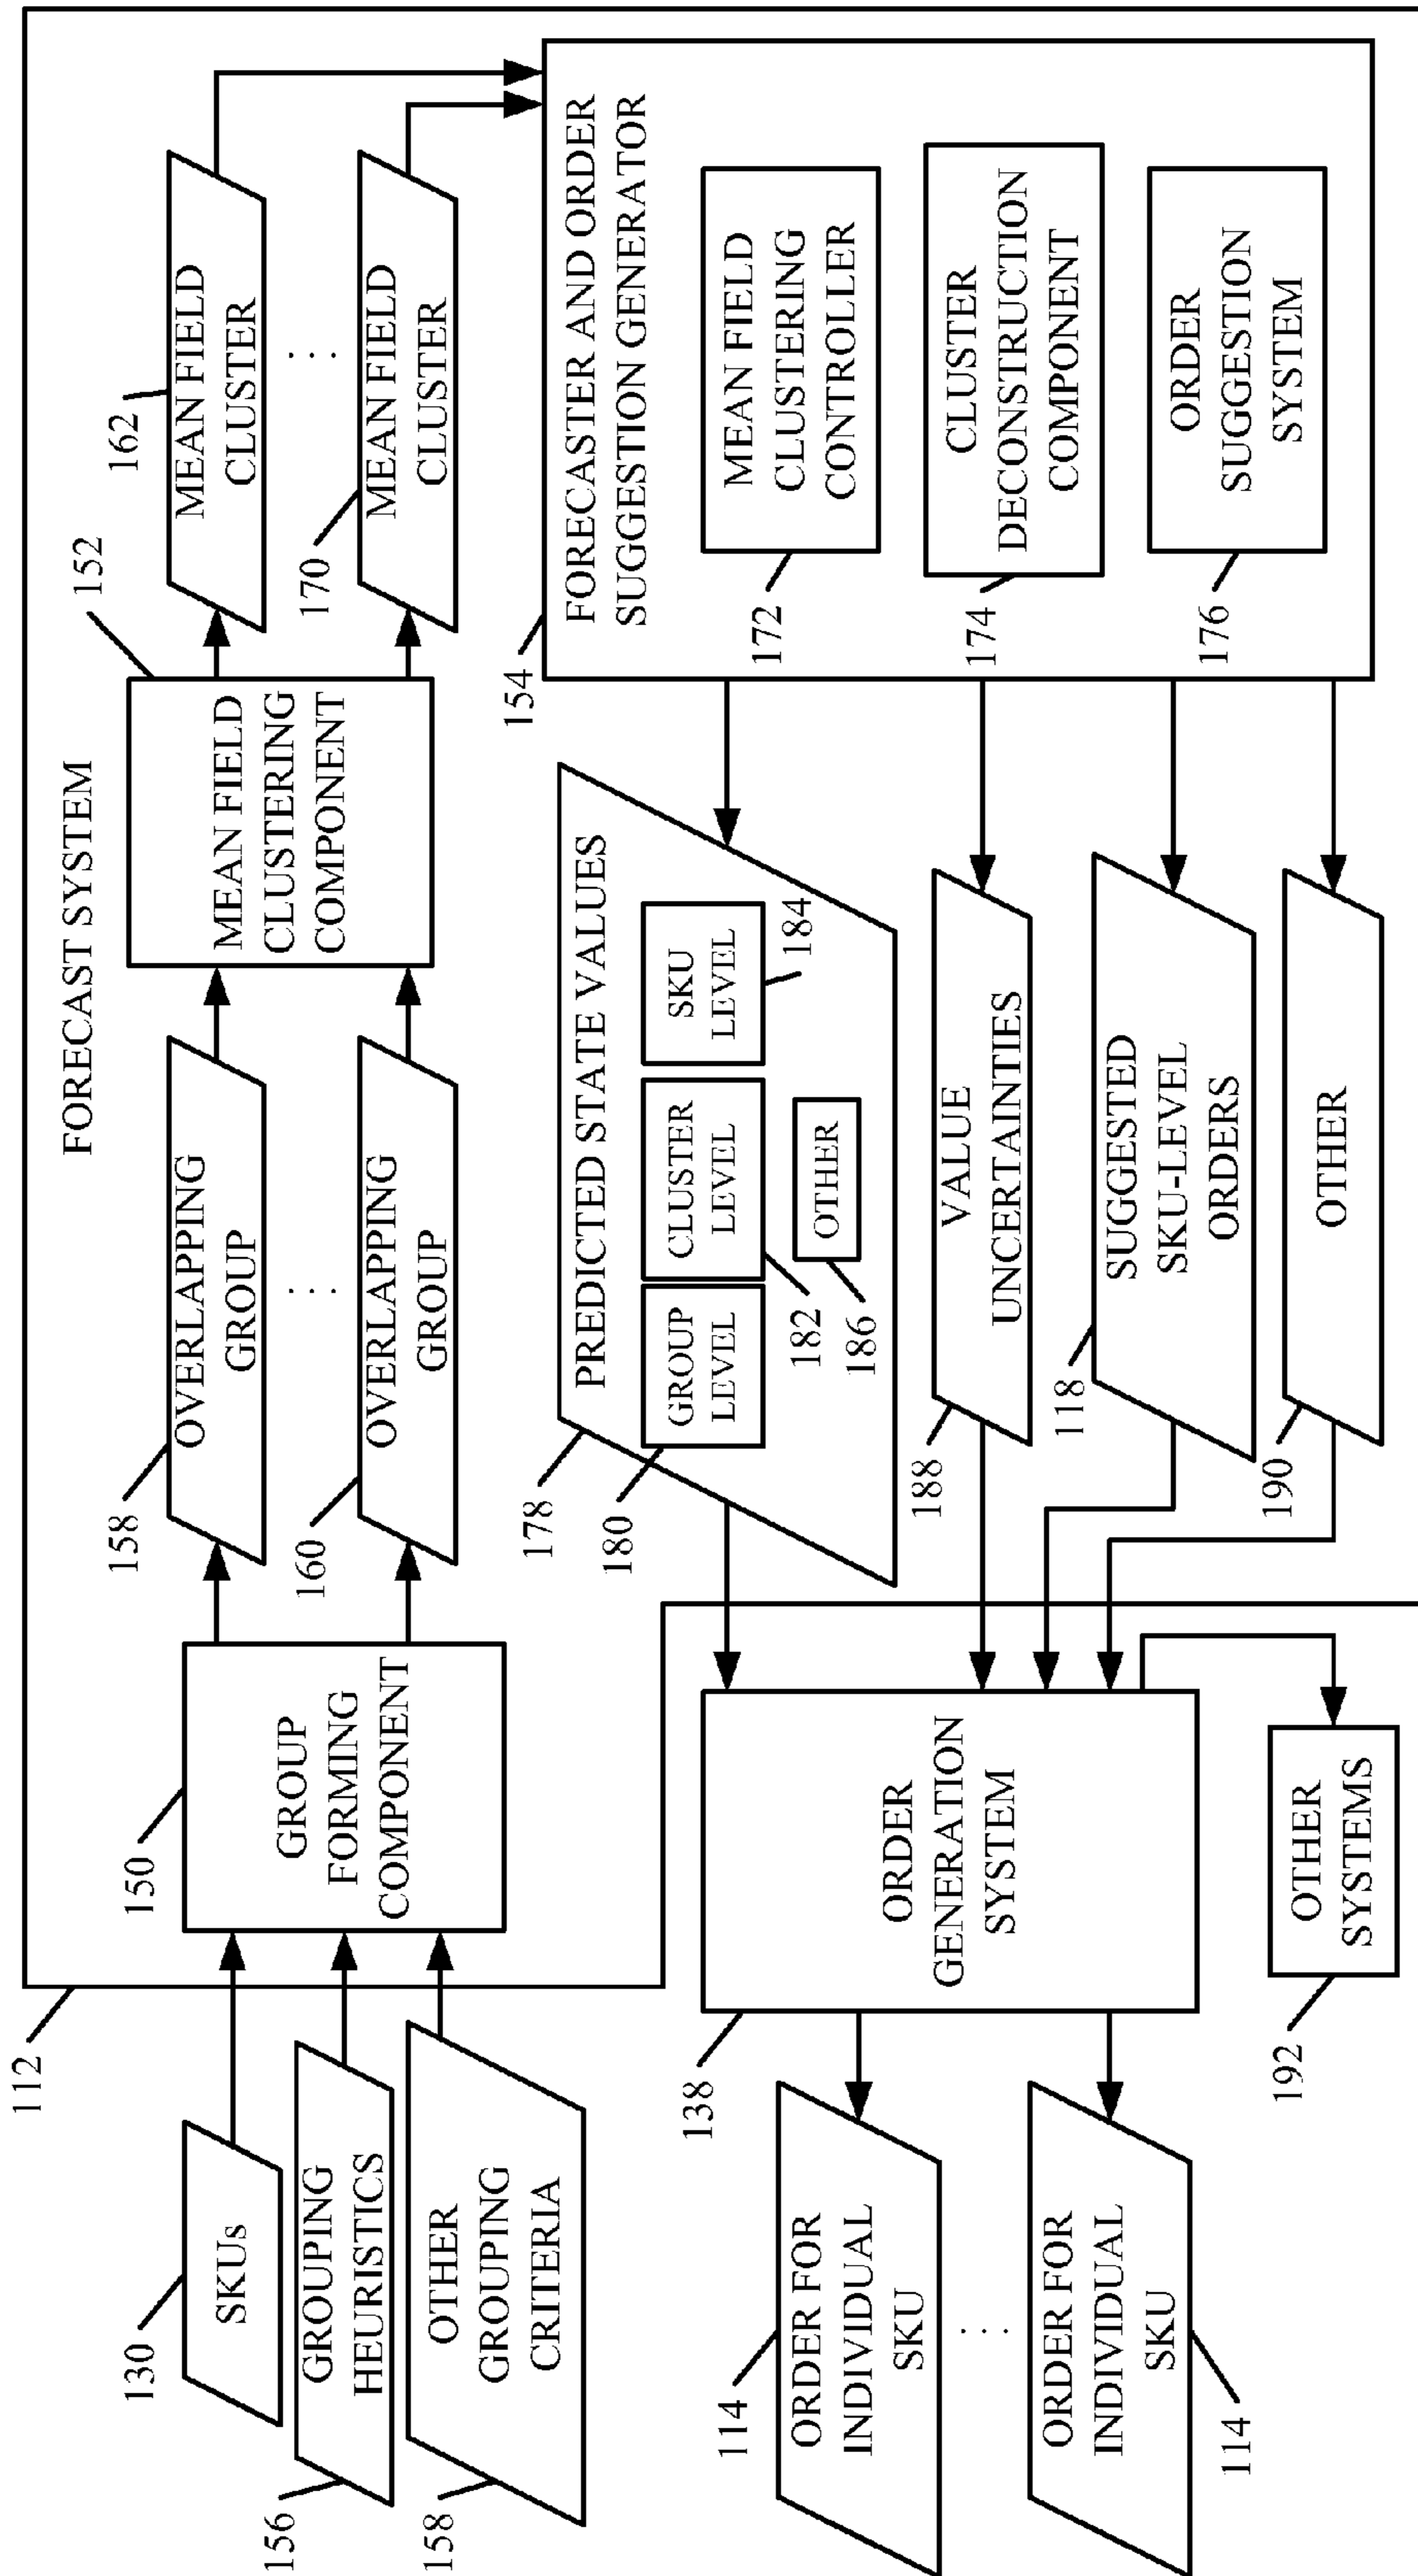 112
FORECAST SYSTEM
130
SKUs
156
GROUPING
HEURISTICS
158
OTHER
GROUPING
CRITERIA
150
GROUP
FORMING
COMPONENT
158
OVERLAPPING
GROUP
...
160
OVERLAPPING
GROUP
152
MEAN FIELD
CLUSTERING
COMPONENT
162
MEAN FIELD
CLUSTER
...
170
MEAN FIELD
CLUSTER
154
FORECASTER AND ORDER
SUGGESTION GENERATOR
172
MEAN FIELD
CLUSTERING
CONTROLLER
174
CLUSTER
DECONSTRUCTION
COMPONENT
176
ORDER
SUGGESTION
SYSTEM
178
PREDICTED STATE VALUES
180
GROUP
LEVEL
182
CLUSTER
LEVEL
184
SKU
LEVEL
186
OTHER
188
VALUE
UNCERTAINTIES
118
SUGGESTED
SKU-LEVEL
ORDERS
190
OTHER
138
ORDER
GENERATION
SYSTEM
192
OTHER
SYSTEMS
114
ORDER FOR
INDIVIDUAL
SKU
...
ORDER FOR
INDIVIDUAL
SKU
114